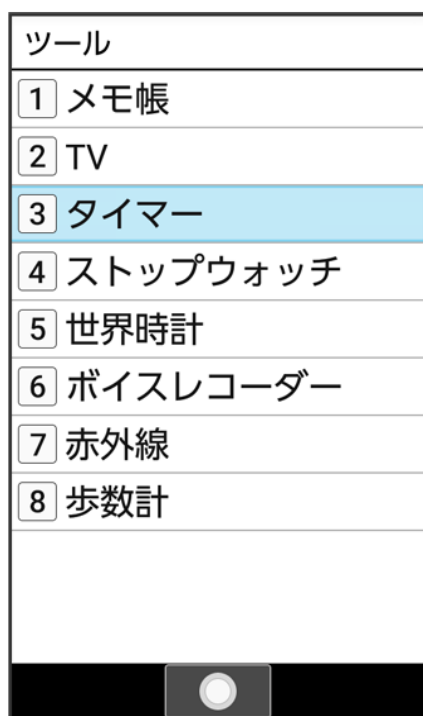 ツール
1 メモ帳
2 TV
3 タイマー
4 ストップウォッチ
5 世界時計
6 ボイスレコーダー
7 赤外線
8 歩数計